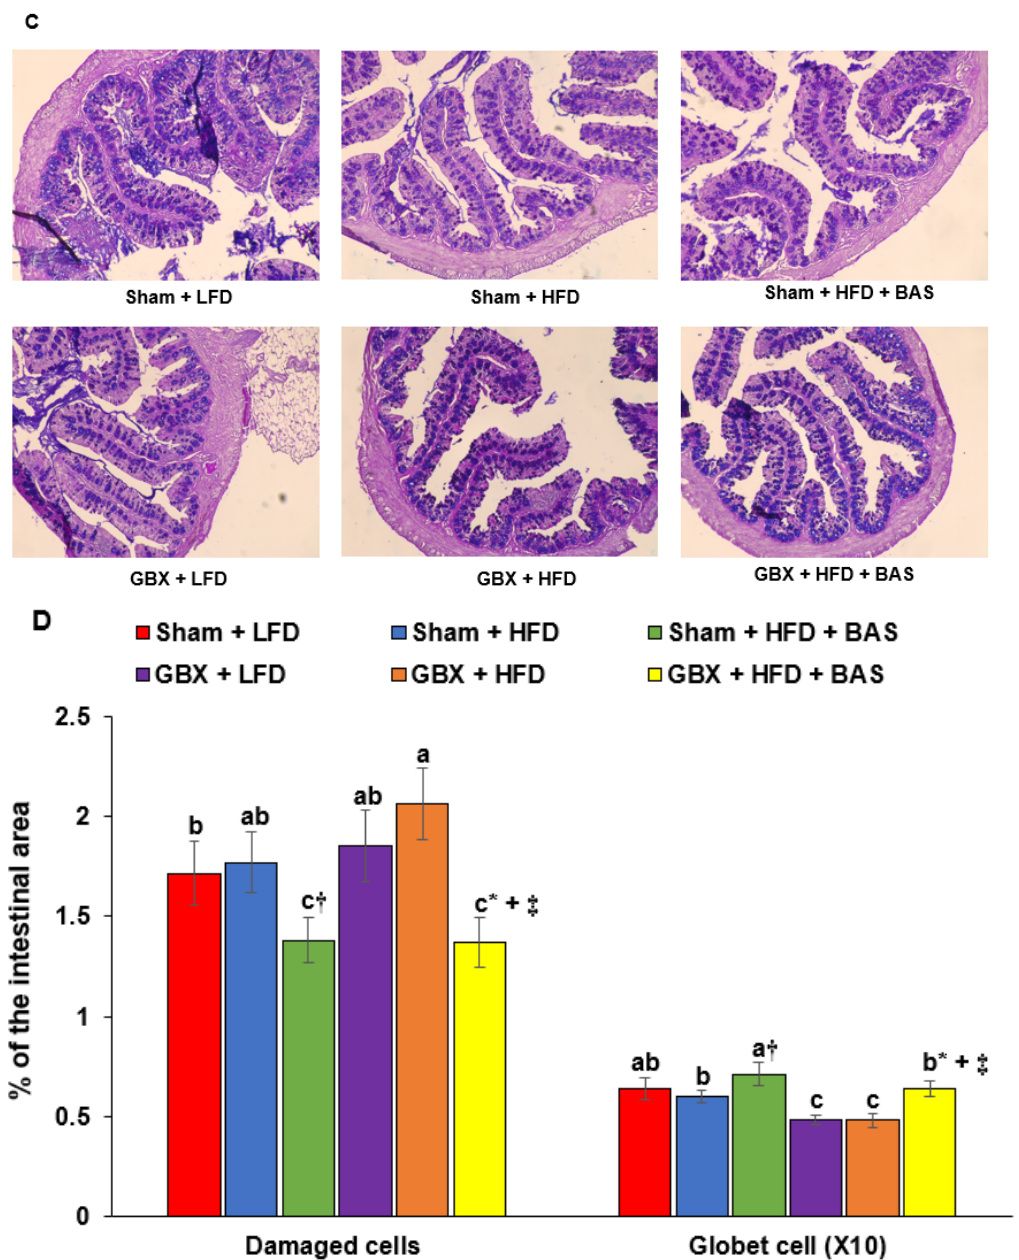 C
Sham + LFD
Sham + HFD
Sham + HFD + BAS
GBX + LFD
GBX + HFD
GBX + HFD + BAS
D
Sham + LFD
Sham + HFD
Sham + HFD + BAS
GBX + LFD
GBX + HFD
GBX + HFD + BAS
% of the intestinal area
2.5
2
1.5
1
0.5
0
b
ab
c†
ab
a
c* + ‡
ab
b
a†
c
c
b* + ‡
Damaged cells
Globet cell (X10)